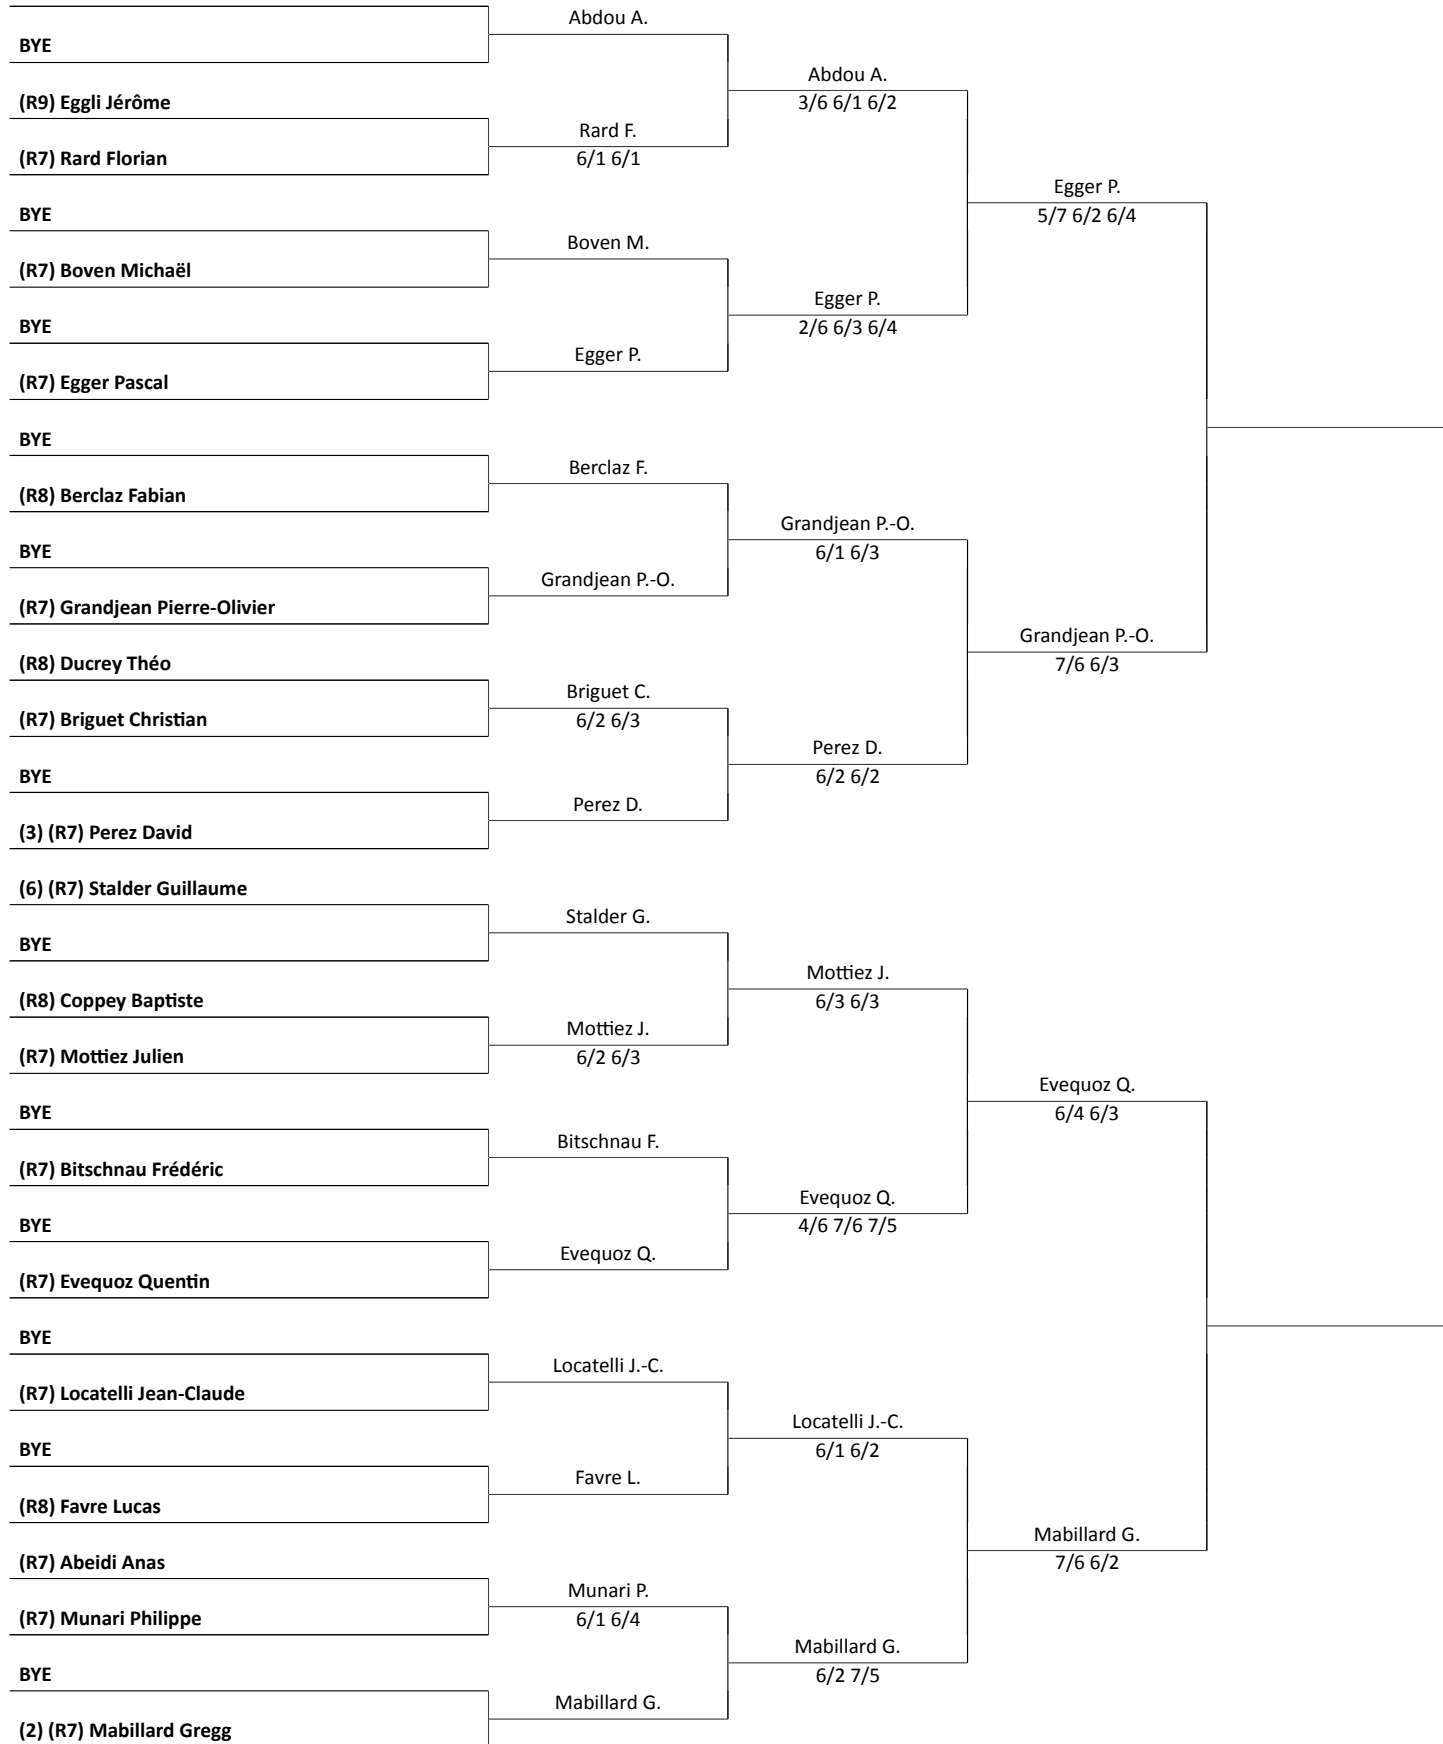 Abdou A.
BYE
Abdou A.
3/6 6/1 6/2
(R9) Eggli Jérôme
Rard F.
6/1 6/1
(R7) Rard Florian
Egger P.
5/7 6/2 6/4
BYE
Boven M.
(R7) Boven Michaël
Egger P.
2/6 6/3 6/4
BYE
Egger P.
(R7) Egger Pascal
BYE
Berclaz F.
(R8) Berclaz Fabian
Grandjean P.-O.
6/1 6/3
BYE
Grandjean P.-O.
(R7) Grandjean Pierre-Olivier
Grandjean P.-O.
7/6 6/3
(R8) Ducrey Théo
Briguet C.
6/2 6/3
(R7) Briguet Christian
Perez D.
6/2 6/2
BYE
Perez D.
(3) (R7) Perez David
(6) (R7) Stalder Guillaume
Stalder G.
BYE
Mottiez J.
6/3 6/3
(R8) Coppey Baptiste
Mottiez J.
6/2 6/3
(R7) Mottiez Julien
Evequoz Q.
6/4 6/3
BYE
Bitschnau F.
(R7) Bitschnau Frédéric
Evequoz Q.
4/6 7/6 7/5
BYE
Evequoz Q.
(R7) Evequoz Quentin
BYE
Locatelli J.-C.
(R7) Locatelli Jean-Claude
Locatelli J.-C.
6/1 6/2
BYE
Favre L.
(R8) Favre Lucas
Mabillard G.
7/6 6/2
(R7) Abeidi Anas
Munari P.
6/1 6/4
(R7) Munari Philippe
Mabillard G.
6/2 7/5
BYE
Mabillard G.
(2) (R7) Mabillard Gregg